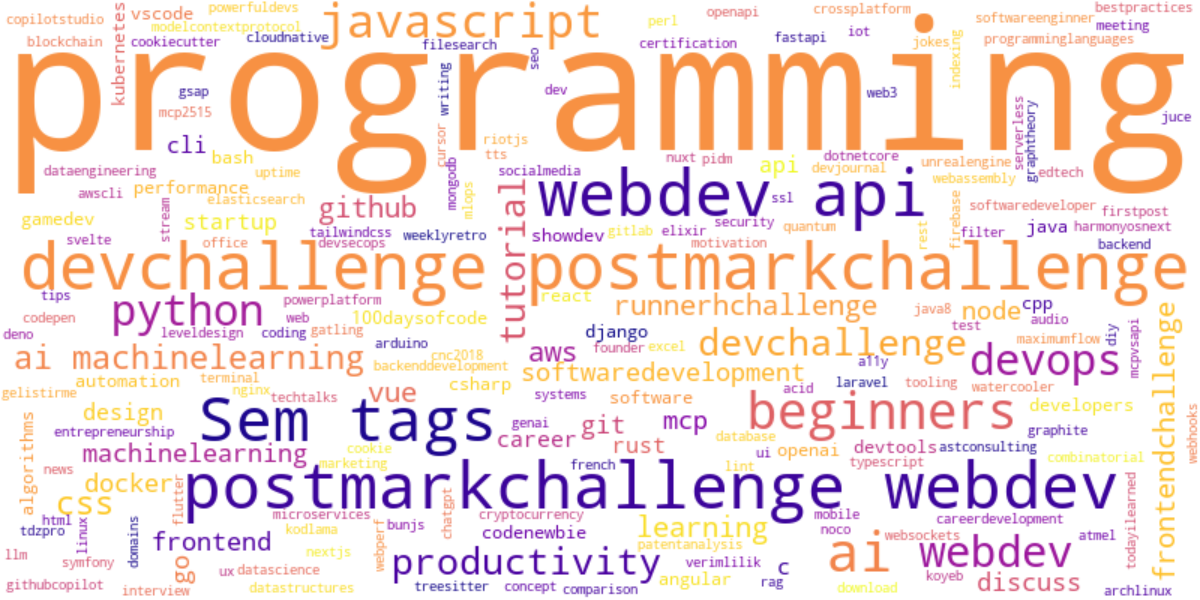 copilotstudio
vscode
powerfuldevs
javascript
perl
openapi
crossplatform
softwareenginner
bestpractices
modelcontextprotocol
meeting
blockchain
kubernetes
cookiecutter
cloudnative
filesearch
seo
certification
fastapi
iot
jokes
indexing
programminglanguages
programming
gsap
writing
dev
web3
mcp2515
juce
cli
bash
cursor
riotjs
tts
serverless
graphtheory
dataengineering
uptime
mongodb
socialmedia
nuxt
pidm
api
dotnetcore
devjournal
unrealengine
webassembly
edtech
awscli
performance
elasticsearch
mlops
tutorial
webdev api
ssl
gamedev
stream
startup
github
softwaredeveloper
firstpost
svelte
office
tailwindcss
devsecops
weeklyretro
showdev
gitlab
elixir
security
motivation
quantum
rest
firebase
filter
java
harmonyosnext
backend
devchallenge postmarkchallenge
tips
python
powerplatform
react
runnerhchallenge
java8
node
cpp
codepen
web
100daysofcode
audio
deno
leveldesign
coding
gatling
arduino
django
test
maximumflow
diy
mcpvsapi
frontendchallenge
ai machinelearning
cnc2018
backenddevelopment
aws
founder
excel
devchallenge
a11y
devops
automation
terminal
nginx
csharp
softwaredevelopment
acid
laravel
tooling
watercooler
gelistirme
techtalks
vue
systems
software
design
Sem tags
genai
git
mcp
beginners
developers
webhooks
algorithms
entrepreneurship
career
database
graphite
machinelearning
cookie
rust
ui
openai
devtools
astconsulting
combinatorial
news
marketing
french
lint
typescript
docker
flutter
postmarkchallenge webdev
css
html
microservices
chatgpt
cryptocurrency
mobile
careerdevelopment
todayilearned
tdzpro
linux
domains
kodlama
webperf
bunjs
codenewbie
learning
noco
websockets
atmel
frontend
patentanalysis
llm
symfony
go
nextjs
productivity
verimlilik
c
ai
webdev
ux
datascience
angular
rag
koyeb
discuss
githubcopilot
interview
datastructures
treesitter
concept
comparison
download
archlinux